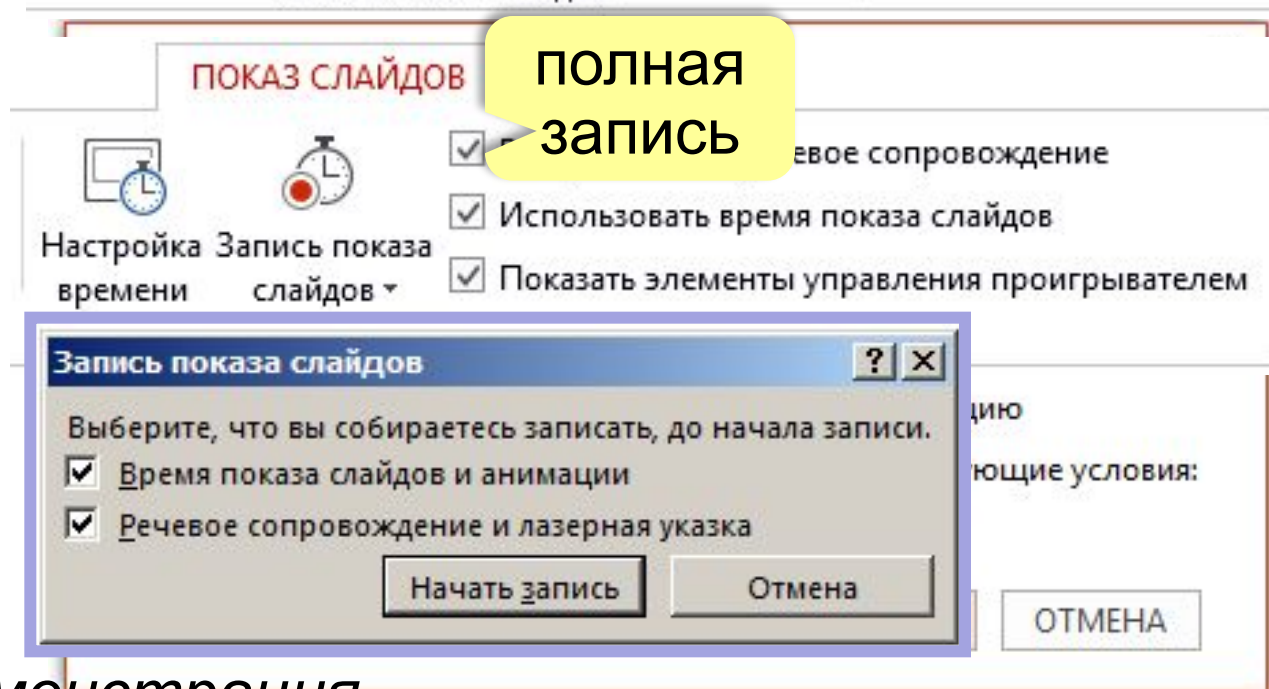 ПОКАЗ СЛАЙДОВ
полная
запись
евое сопровождение
Использовать время показа слайдов
Показать элементы управления проигрывателем
Настройка
времени
Запись показа
слайдов
Запись показа слайдов
Выберите, что вы собираетесь записать, до начала записи.
Время показа слайдов и анимации
Речевое сопровождение и лазерная указка
Начать запись
Отмена
цию
ющие условия:
ОТМЕНА
монстрация